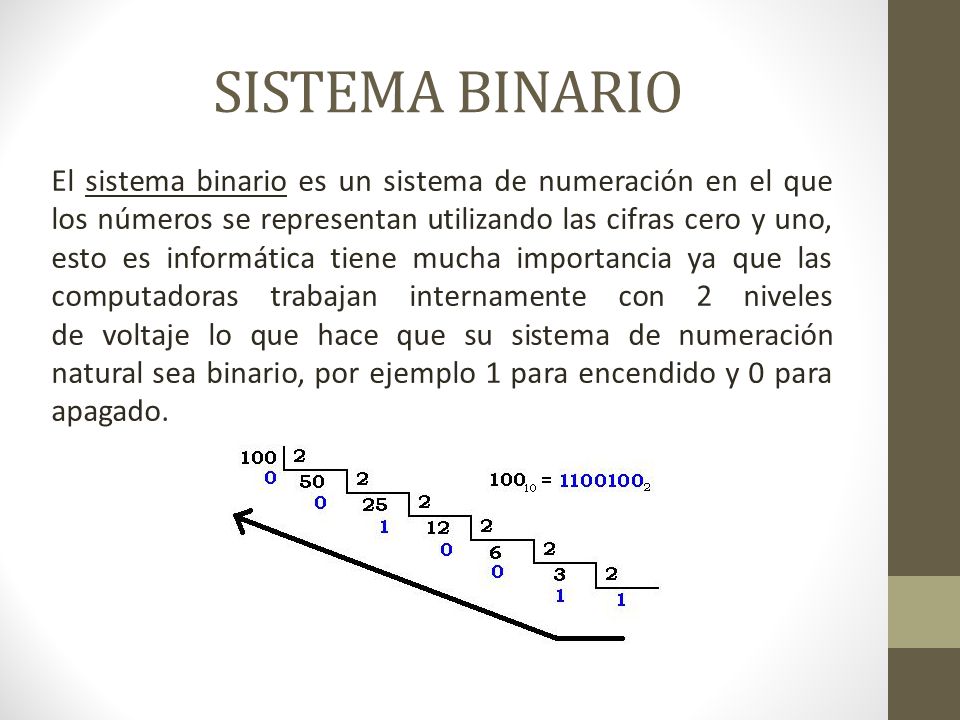 SISTEMA BINARIO
El sistema binario es un sistema de numeración en el que
los números se representan utilizando las cifras cero y uno,
esto es informática tiene mucha importancia ya que las
computadoras trabajan internamente con 2 niveles
de voltaje lo que hace que su sistema de numeración
natural sea binario, por ejemplo 1 para encendido y 0 para
apagado.
100 2
0 50 2
0 25 2
1 12 2
0 6 2
0 3 2
1 1
100₁₀ = 1100100₂